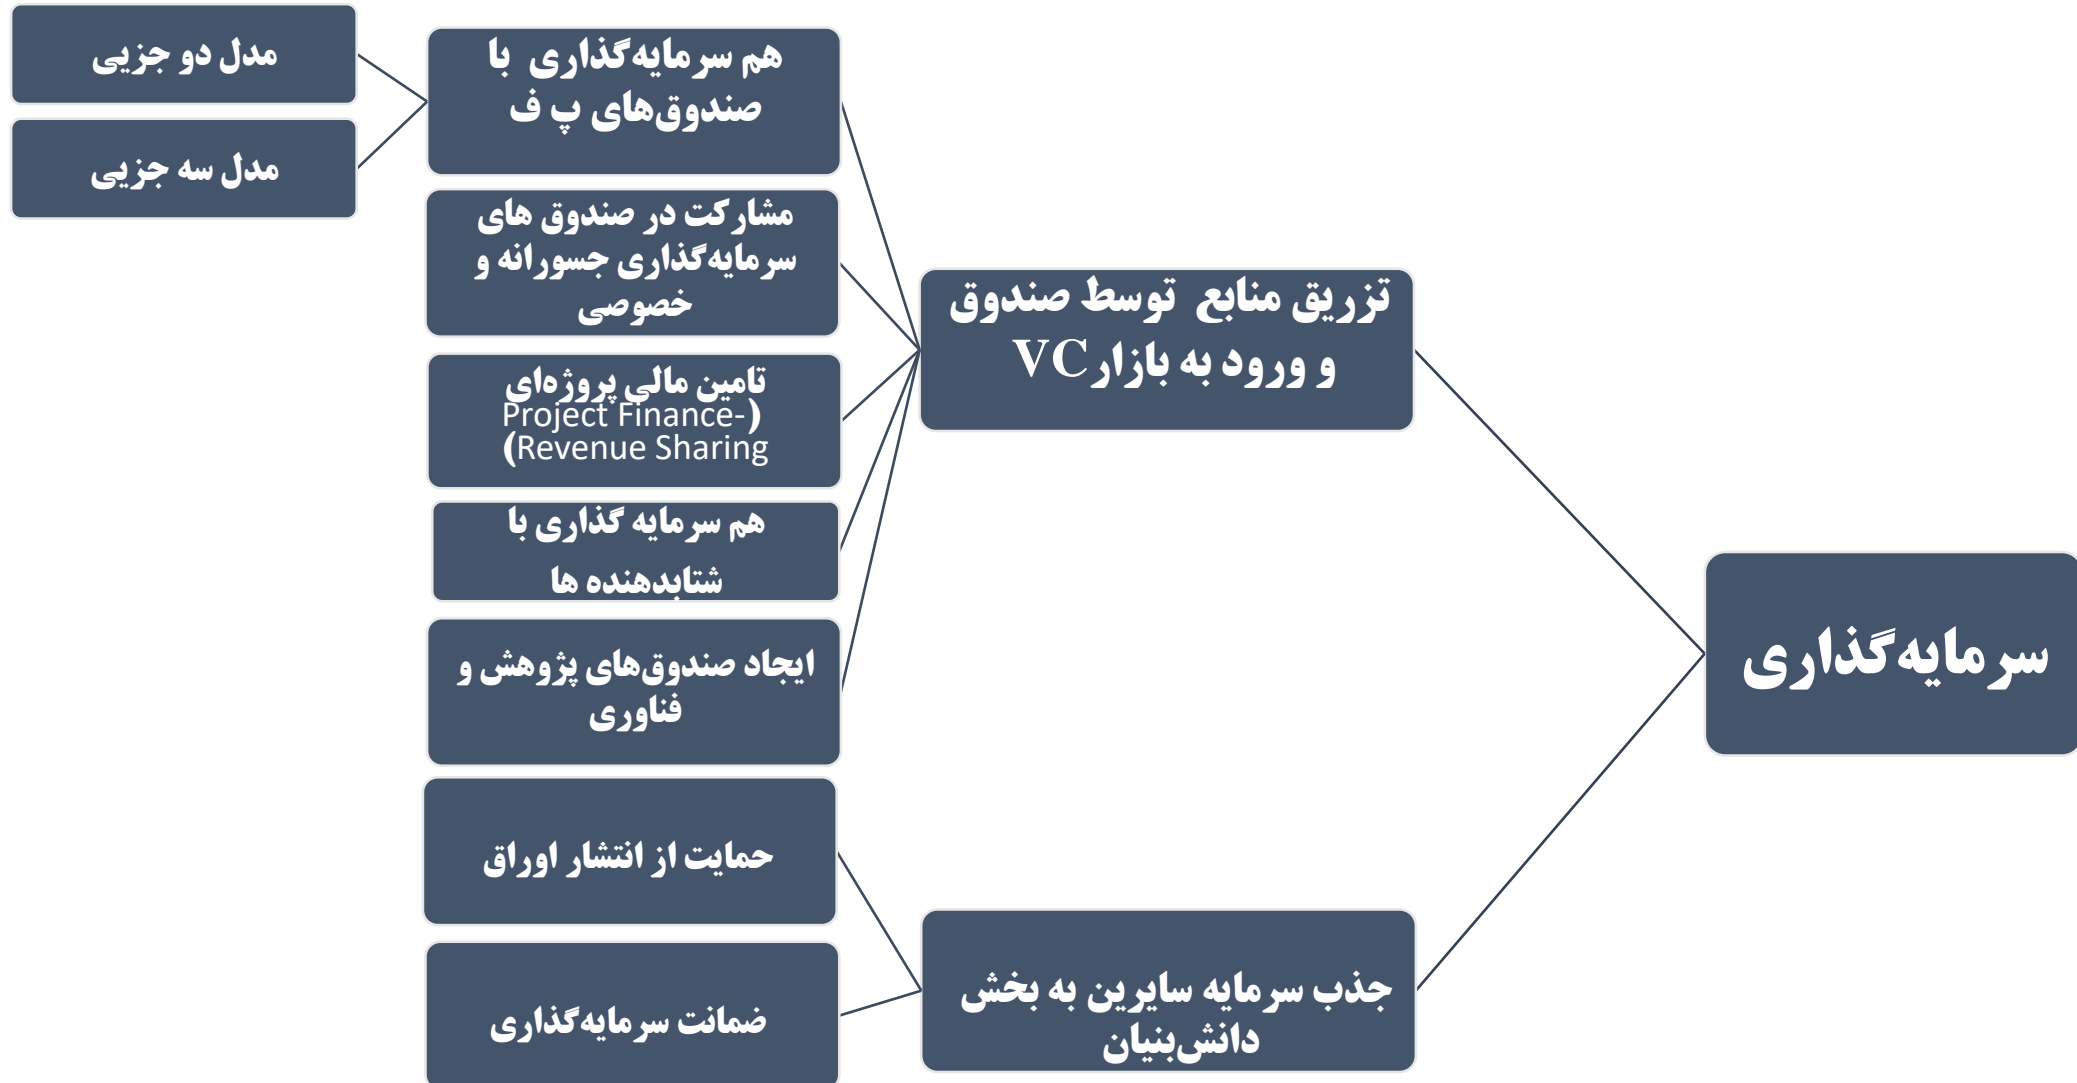 سرمایه‌گذاری
تزریق منابع توسط صندوق
و ورود به بازار VC
هم سرمایه‌گذاری با
صندوق‌های پ ف
مدل دو جزیی
مدل سه جزیی
مشارکت در صندوق های
سرمایه‌گذاری جسورانه و
خصوصی
تامین مالی پروژه‌ای
(Project Finance-
Revenue Sharing)
هم سرمایه گذاری با
شتابدهنده ها
ایجاد صندوق‌های پژوهش و
فناوری
جذب سرمایه سایرین به بخش
دانش‌بنیان
حمایت از انتشار اوراق
ضمانت سرمایه‌گذاری